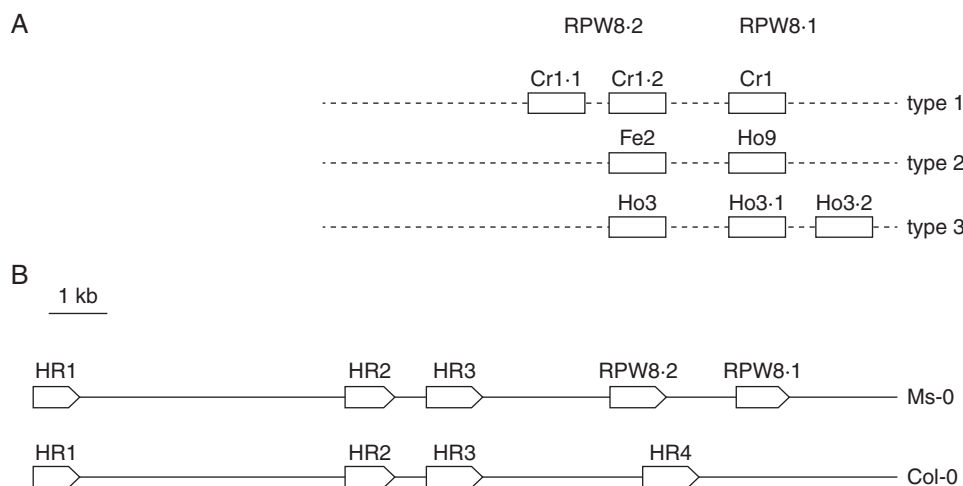 A
RPW8·2 RPW8·1
Cr1·1 Cr1·2 Cr1
type 1
Fe2 Ho9
type 2
Ho3 Ho3·1 Ho3·2
type 3
B
1 kb
HR1 HR2 HR3 RPW8·2 RPW8·1
Ms-0
HR1 HR2 HR3 HR4
Col-0